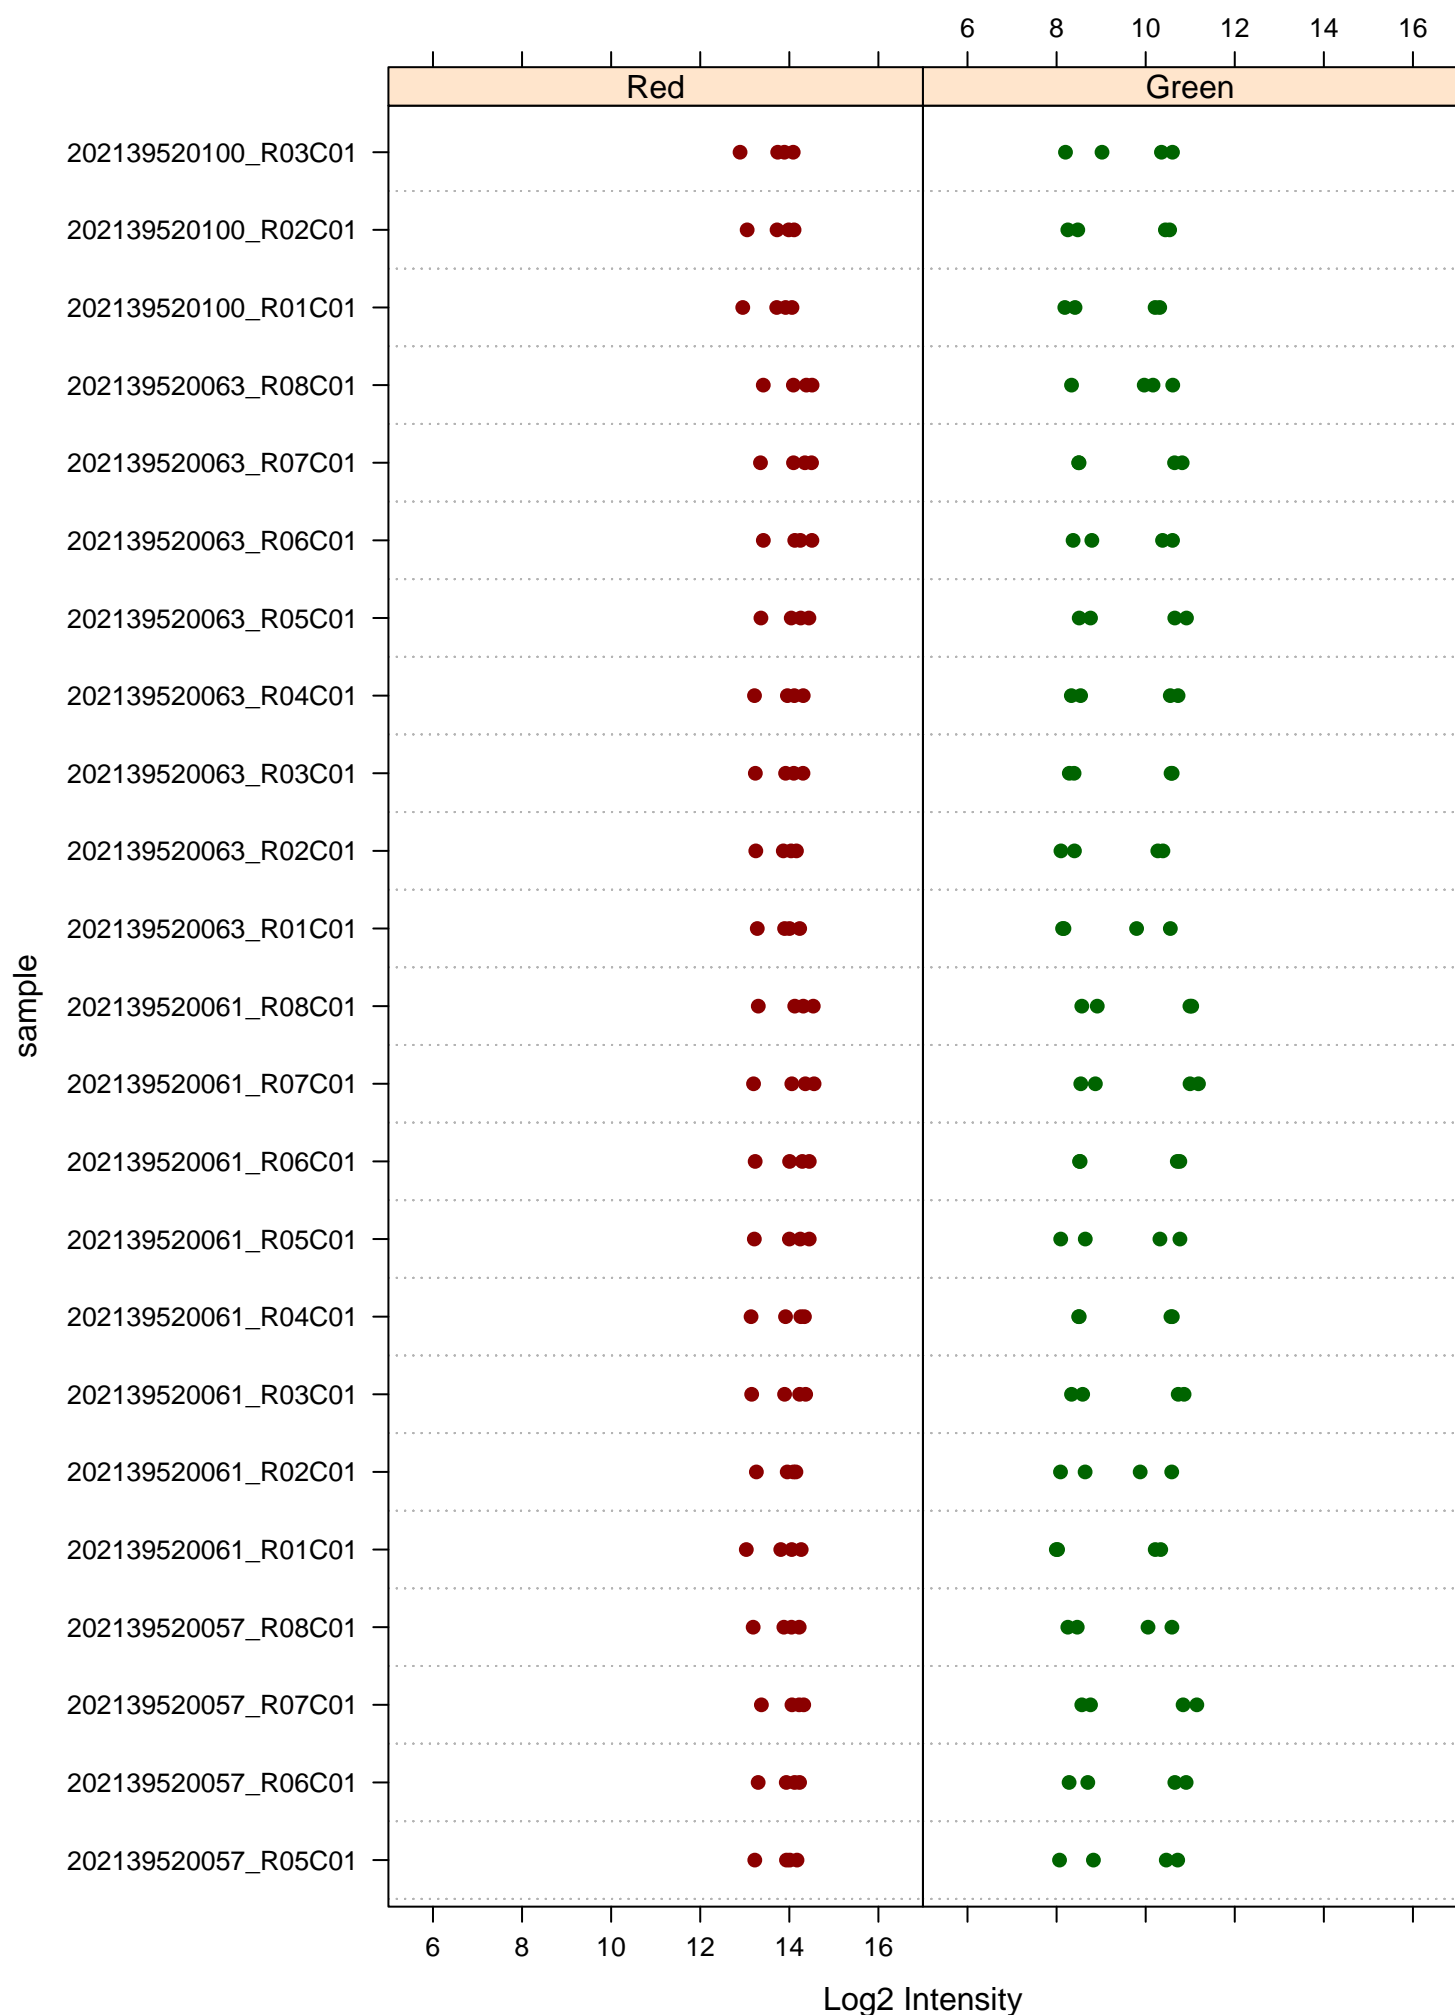 6 8 10 12 14 16
Red Green
202139520100_R03C01
202139520100_R02C01
202139520100_R01C01
202139520063_R08C01
202139520063_R07C01
202139520063_R06C01
202139520063_R05C01
202139520063_R04C01
202139520063_R03C01
202139520063_R02C01
202139520063_R01C01
sample
202139520061_R08C01
202139520061_R07C01
202139520061_R06C01
202139520061_R05C01
202139520061_R04C01
202139520061_R03C01
202139520061_R02C01
202139520061_R01C01
202139520057_R08C01
202139520057_R07C01
202139520057_R06C01
202139520057_R05C01
6 8 10 12 14 16
Log2 Intensity